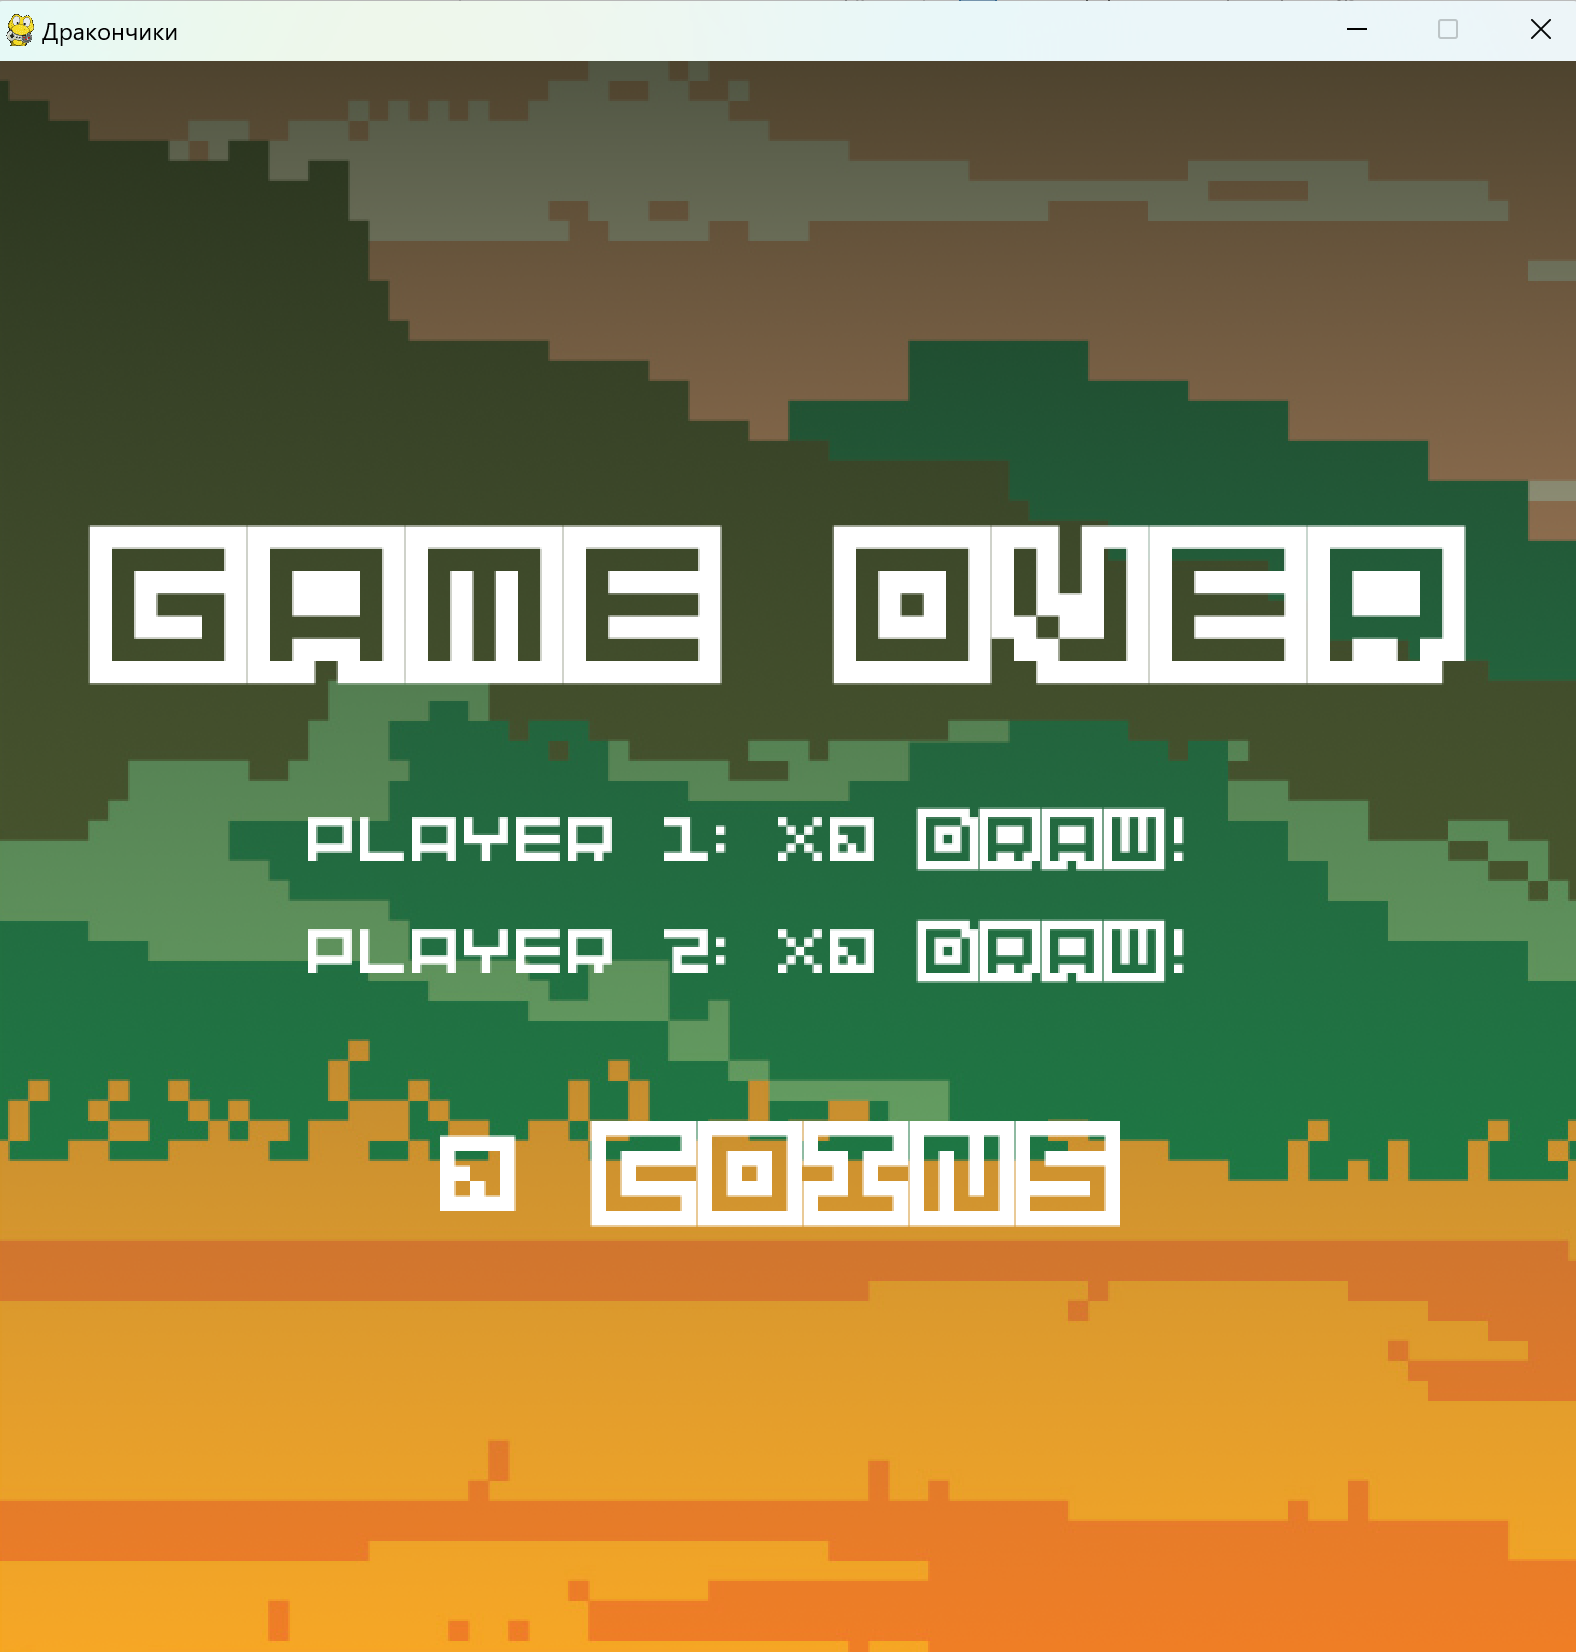 Дракончики
GAME OVER
PLAYER 1: X0 DRAW!
PLAYER 2: X0 DRAW!
0 COINS